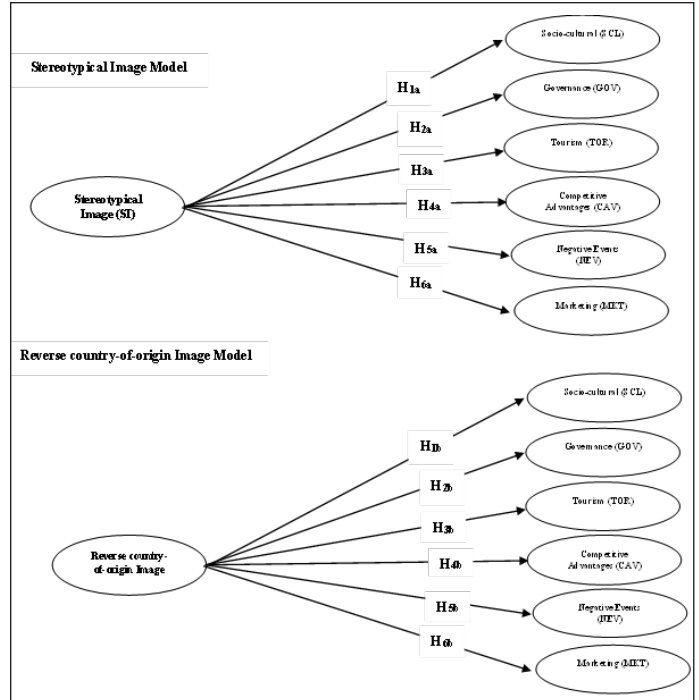 Socio-cultural (SCL)
Stereotypical Image Model
H1a
Governance (GOV)
H2a
Tourism (TOR)
H3a
Stereotypical
Image (SI)
H4a
Competitive
Advantages (CAV)
H5a
Negative Events
(NEV)
H6a
Marketing (MKT)
Reverse country-of-origin Image Model
Socio-cultural (SCL)
H1b
Governance (GOV)
H2b
Tourism (TOR)
H3b
Reverse country-
of-origin Image
H4b
Competitive
Advantages (CAV)
H5b
Negative Events
(NEV)
H6b
Marketing (MKT)